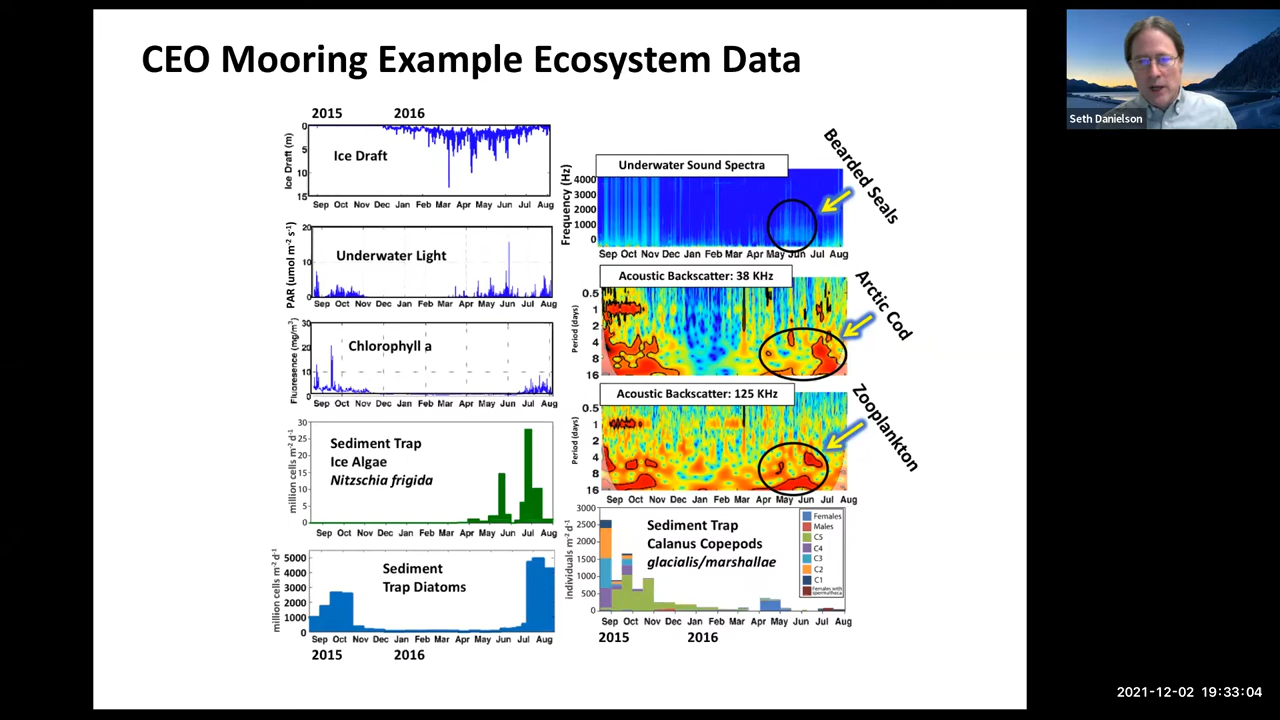 CEO Mooring Example Ecosystem Data
Seth Danielson
2015 2016
Ice Draft (m)
0
5
10
15
Ice Draft
Sep Oct Nov Dec Jan Feb Mar Apr May Jun Jul Aug
PAR (umol m-2 s-1)
20
10
0
Underwater Light
Sep Oct Nov Dec Jan Feb Mar Apr May Jun Jul Aug
Fluoresence (mg/m3)
30
20
10
0
Chlorophyll a
Sep Oct Nov Dec Jan Feb Mar Apr May Jun Jul Aug
million cells m-2 d-1
30
25
20
15
10
5
0
Sediment Trap
Ice Algae
Nitzschia frigida
Sep Oct Nov Dec Jan Feb Mar Apr May Jun Jul Aug
million cells m-2 d-1
5000
4000
3000
2000
1000
0
Sediment
Trap Diatoms
Sep Oct Nov Dec Jan Feb Mar Apr May Jun Jul Aug
2015 2016
Underwater Sound Spectra
Frequency (Hz)
4000
3000
2000
1000
0
Sep Oct Nov Dec Jan Feb Mar Apr May Jun Jul Aug
Bearded Seals
Acoustic Backscatter: 38 KHz
Period (days)
0.5
1
2
4
8
16
Arctic Cod
Acoustic Backscatter: 125 KHz
Period (days)
0.5
1
2
4
8
16
Sep Oct Nov Dec Jan Feb Mar Apr May Jun Jul Aug
Zooplankton
individuals m-2 d-1
3000
2500
2000
1500
1000
500
0
Sediment Trap
Calanus Copepods
glacialis/marshallae
Females
Males
C5
C4
C3
C2
C1
Females with
spermutheca
Sep Oct Nov Dec Jan Feb Mar Apr May Jun Jul Aug
2015 2016
2021-12-02 19:33:04